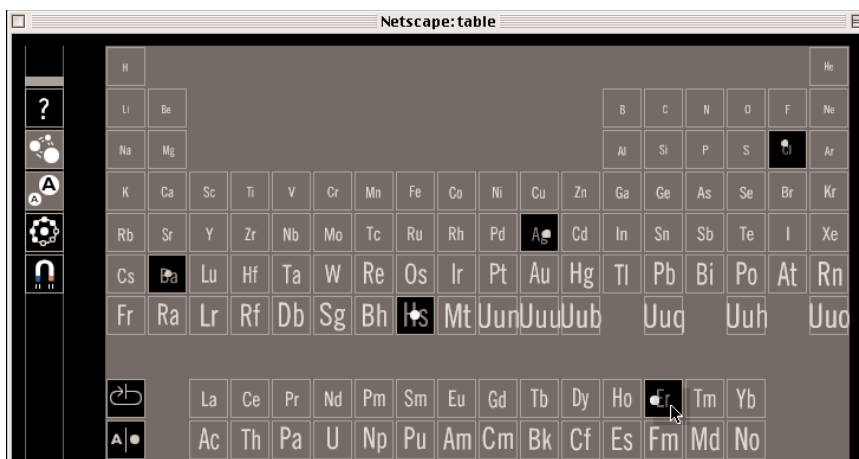 Netscape: table
H He
? Li Be B C N O F Ne
Na Mg Al Si P S Cl Ar
A A K Ca Sc Ti V Cr Mn Fe Co Ni Cu Zn Ga Ge As Se Br Kr
Rb Sr Y Zr Nb Mo Tc Ru Rh Pd Ag Cd In Sn Sb Te I Xe
Cs Ba Lu Hf Ta W Re Os Ir Pt Au Hg Tl Pb Bi Po At Rn
Fr Ra Lr Rf Db Sg Bh Hs Mt Uun Uuu Uub Uuq Uuh Uuo
La Ce Pr Nd Pm Sm Eu Gd Tb Dy Ho Er Tm Yb
A Ac Th Pa U Np Pu Am Cm Bk Cf Es Fm Md No